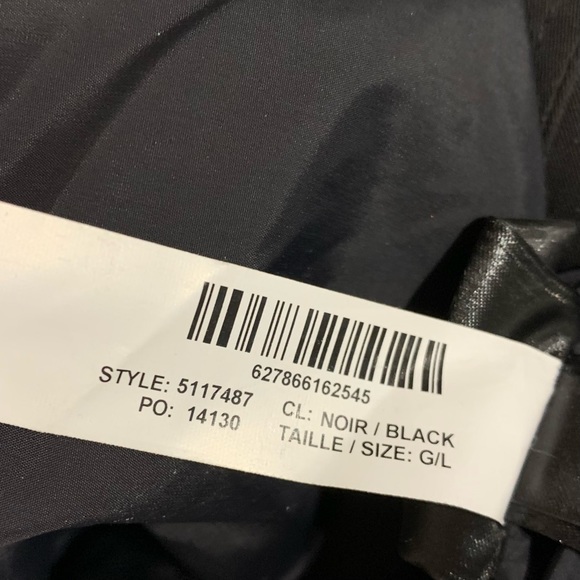 627866162545
STYLE: 5117487 CL: NOIR / BLACK
PO: 14130 TAILLE / SIZE: G/L